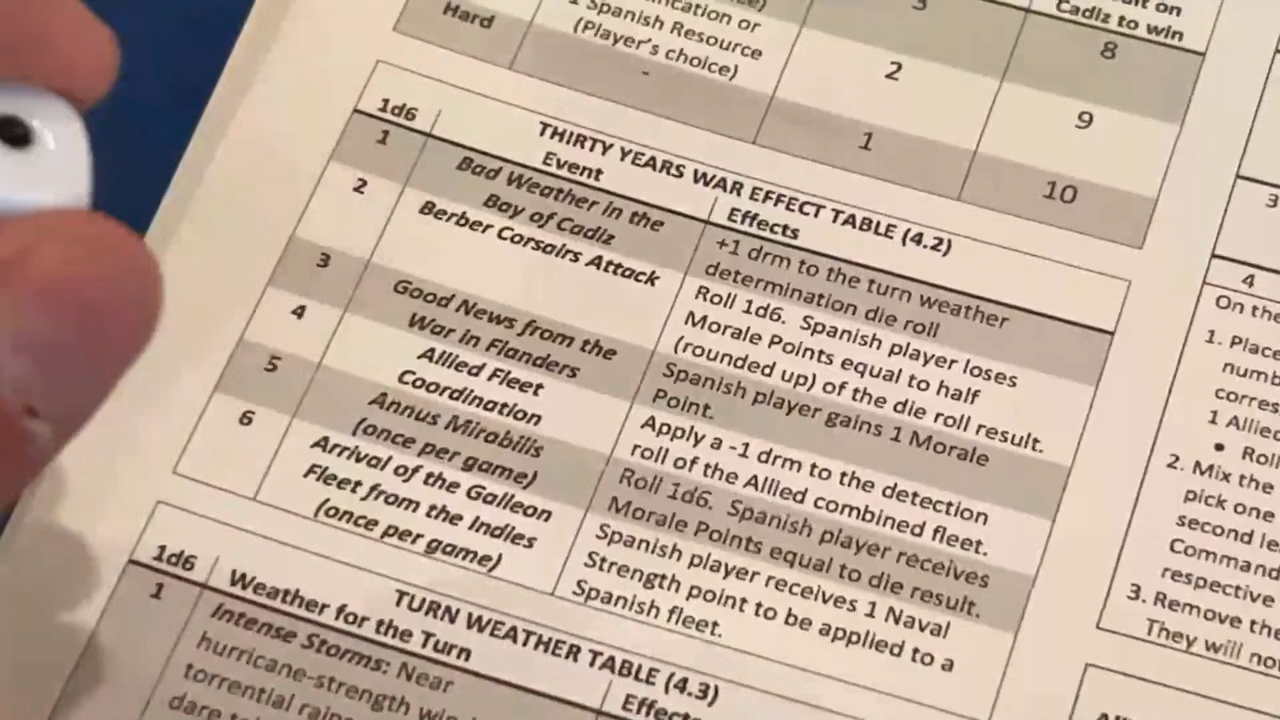 Hard
Spanish Resource
(Player's choice)
-
Cadiz to win
8
2
9
1
10
THIRTY YEARS WAR EFFECT TABLE (4.2)
1d6 Event Effects
1 Bad Weather in the
Bay of Cadiz
+1 drm to the turn weather
determination die roll
2 Berber Corsairs Attack
Roll 1d6. Spanish player loses
Morale Points equal to half
(rounded up) of the die roll result.
3 Good News from the
War in Flanders
Spanish player gains 1 Morale
Point.
4 Allied Fleet
Coordination
Apply a -1 drm to the detection
roll of the Allied combined fleet.
5 Annus Mirabilis
(once per game)
Roll 1d6. Spanish player receives
Morale Points equal to die result.
6 Arrival of the Galleon
Fleet from the Indies
(once per game)
Spanish player receives 1 Naval
Strength point to be applied to a
Spanish fleet.
TURN WEATHER TABLE (4.3)
1d6 Weather for the Turn
1 Intense Storms: Near
hurricane-strength
torrential
dare
3
4
On the
1. Place
1 Allied
• Roll
2. Mix the
pick one
second
Command
respective
3. Remove the
They will